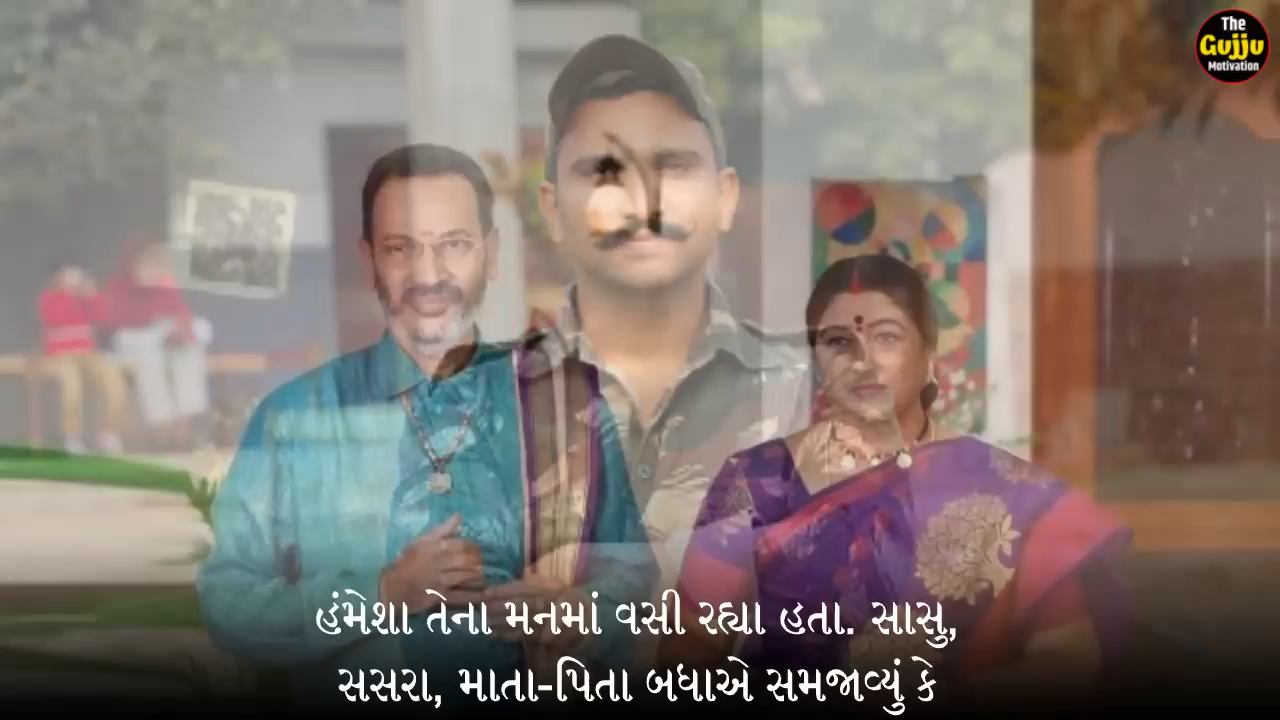 The
Gujju
Motivation
હંમેશા તેના મનમાં વસી રહ્યા હતા. સાસુ,
સસરા, માતા-પિતા બધાએ સમજાવ્યું કે